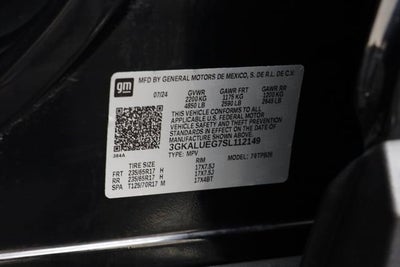 gm
MFD BY GENERAL MOTORS DE MEXICO, S. DE R.L. DE C.V.
07/24 GVWR GAWR FRT GAWR RR
2200 KG 1175 KG 1200 KG
4850 LB 2590 LB 2645 LB
THIS VEHICLE CONFORMS TO ALL
APPLICABLE U.S. FEDERAL MOTOR
VEHICLE SAFETY AND THEFT
PREVENTION STANDARDS IN EFFECT
ON THE DATE OF MANUFACTURE
SHOWN ABOVE.
3GKALUEG7SL112149
384A TYPE: MPV MODEL:
TIRE SIZE RIM
FRT 235/65R17 H 17X7.5J
RR 235/65R17 H 17X7.5J
SPA T125/70R17 M 17X4BT